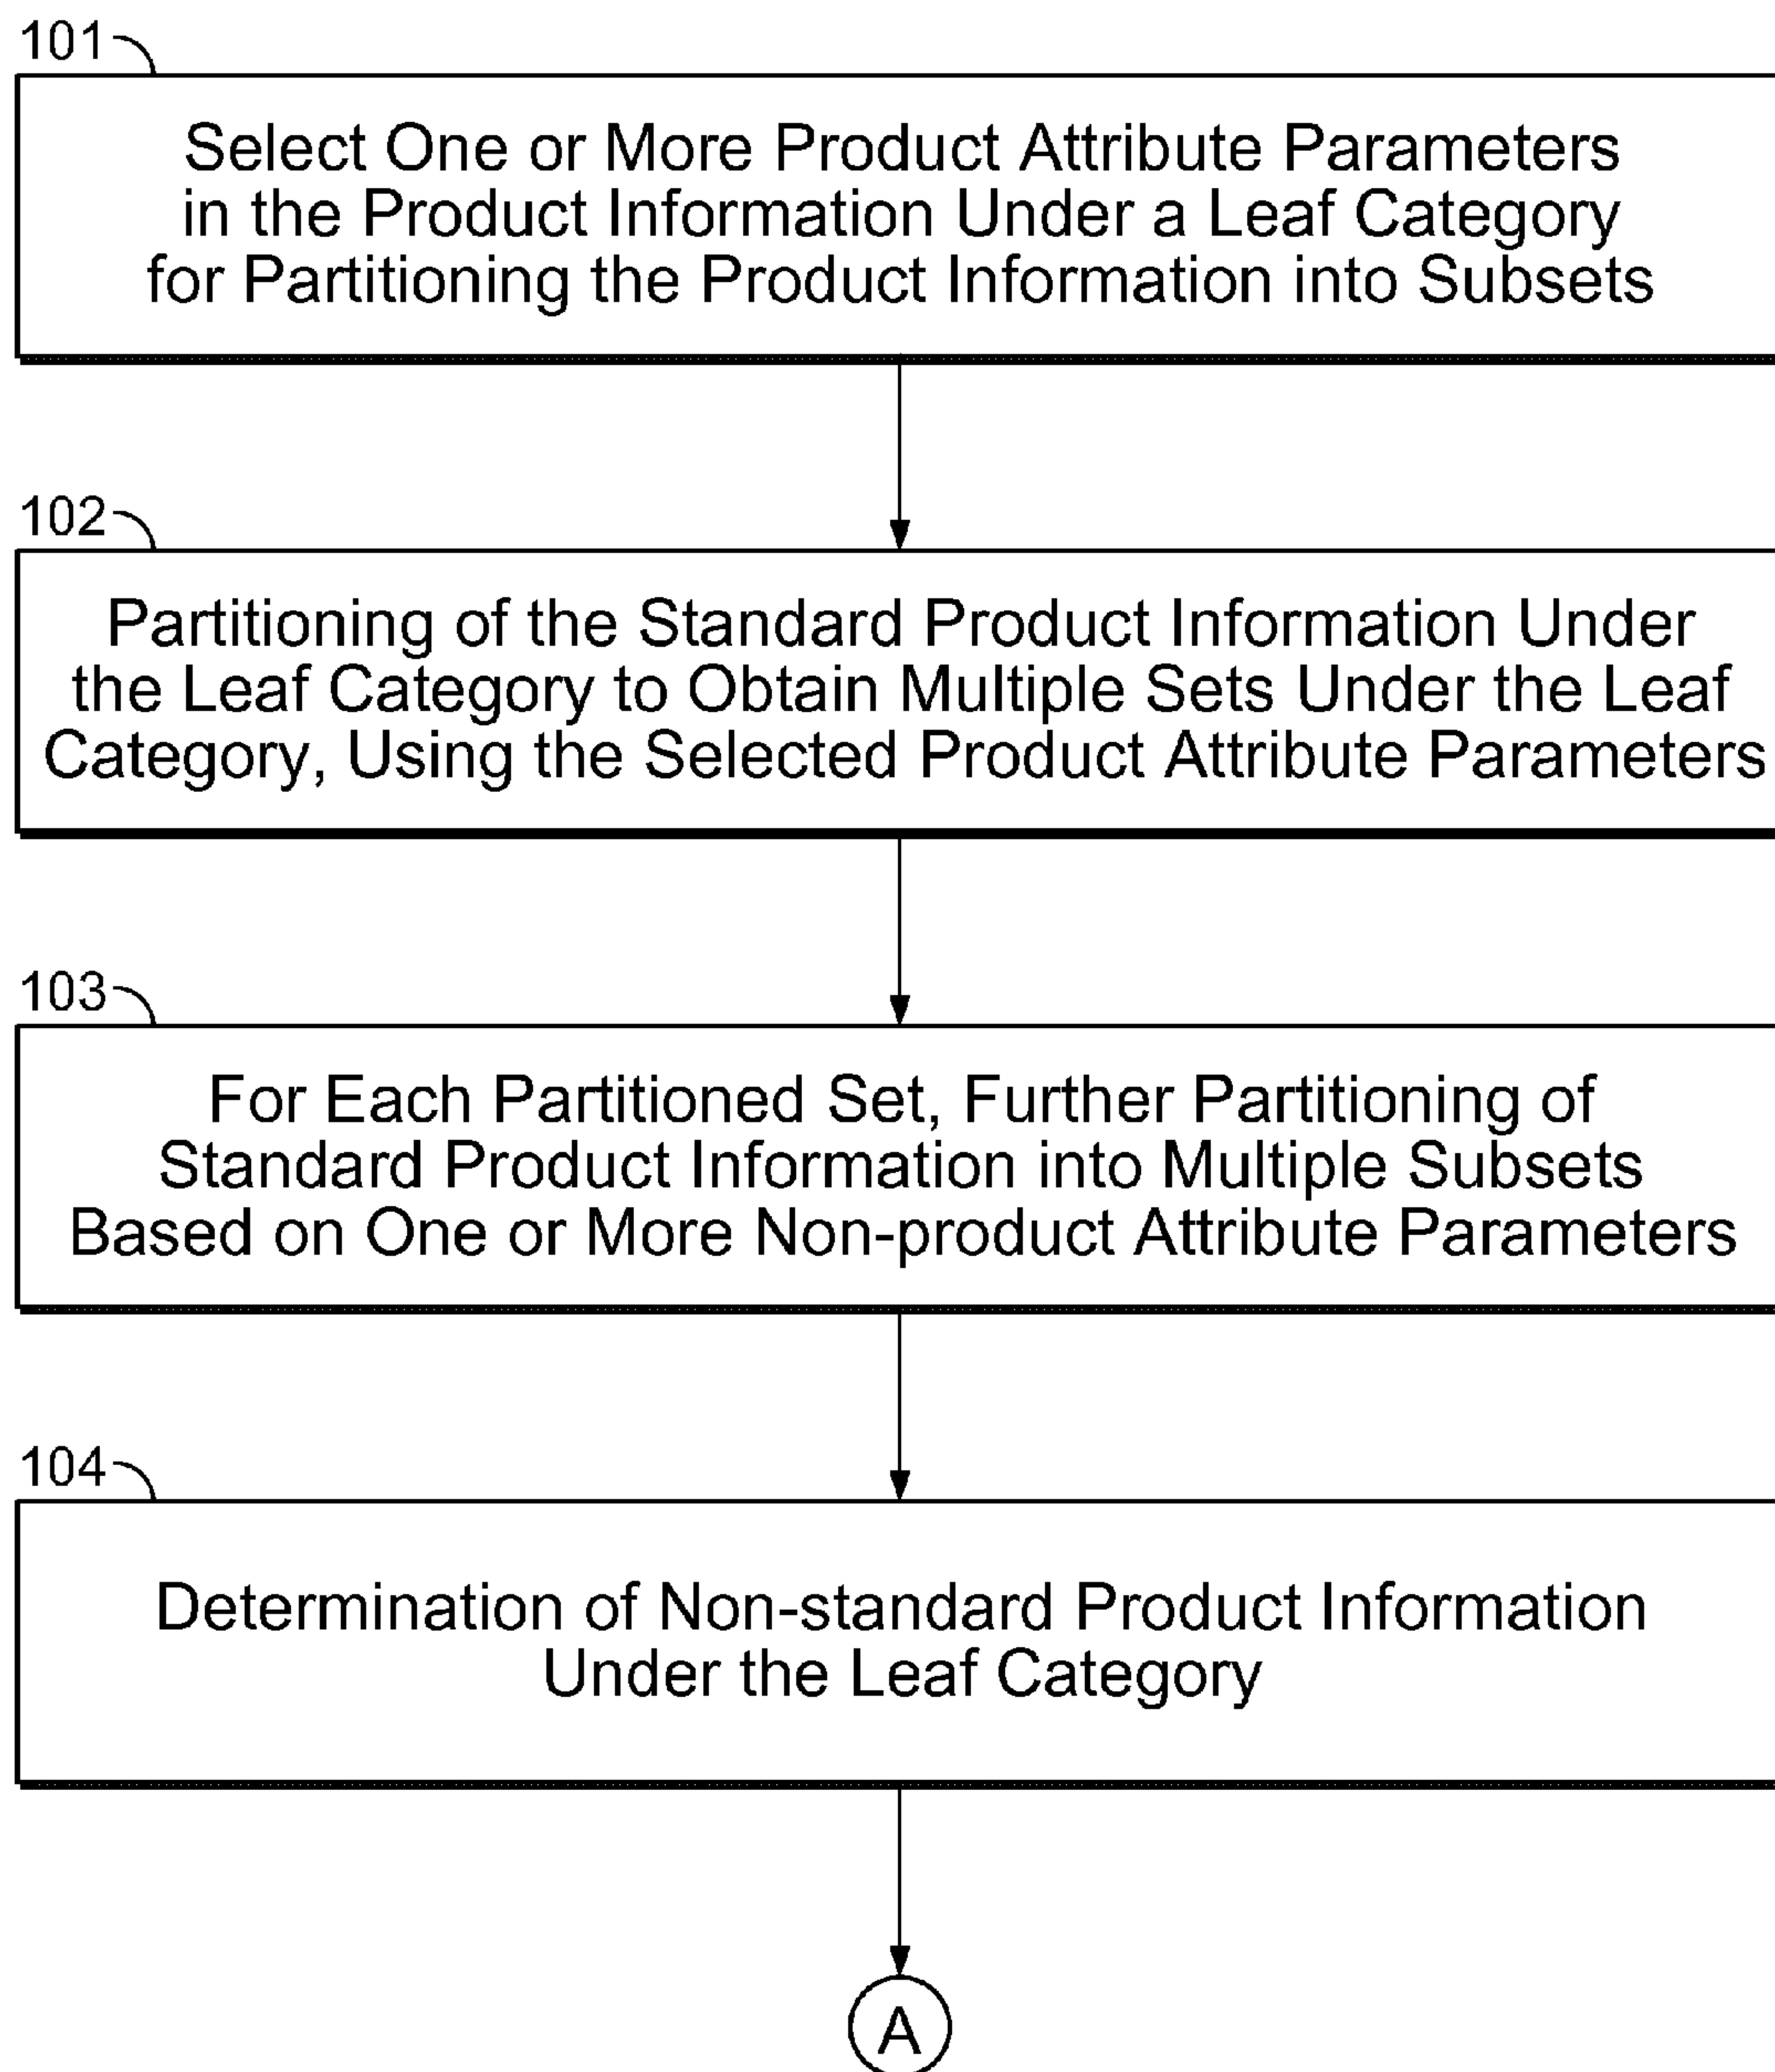 101
Select One or More Product Attribute Parameters
in the Product Information Under a Leaf Category
for Partitioning the Product Information into Subsets
102
Partitioning of the Standard Product Information Under
the Leaf Category to Obtain Multiple Sets Under the Leaf
Category, Using the Selected Product Attribute Parameters
103
For Each Partitioned Set, Further Partitioning of
Standard Product Information into Multiple Subsets
Based on One or More Non-product Attribute Parameters
104
Determination of Non-standard Product Information
Under the Leaf Category
A